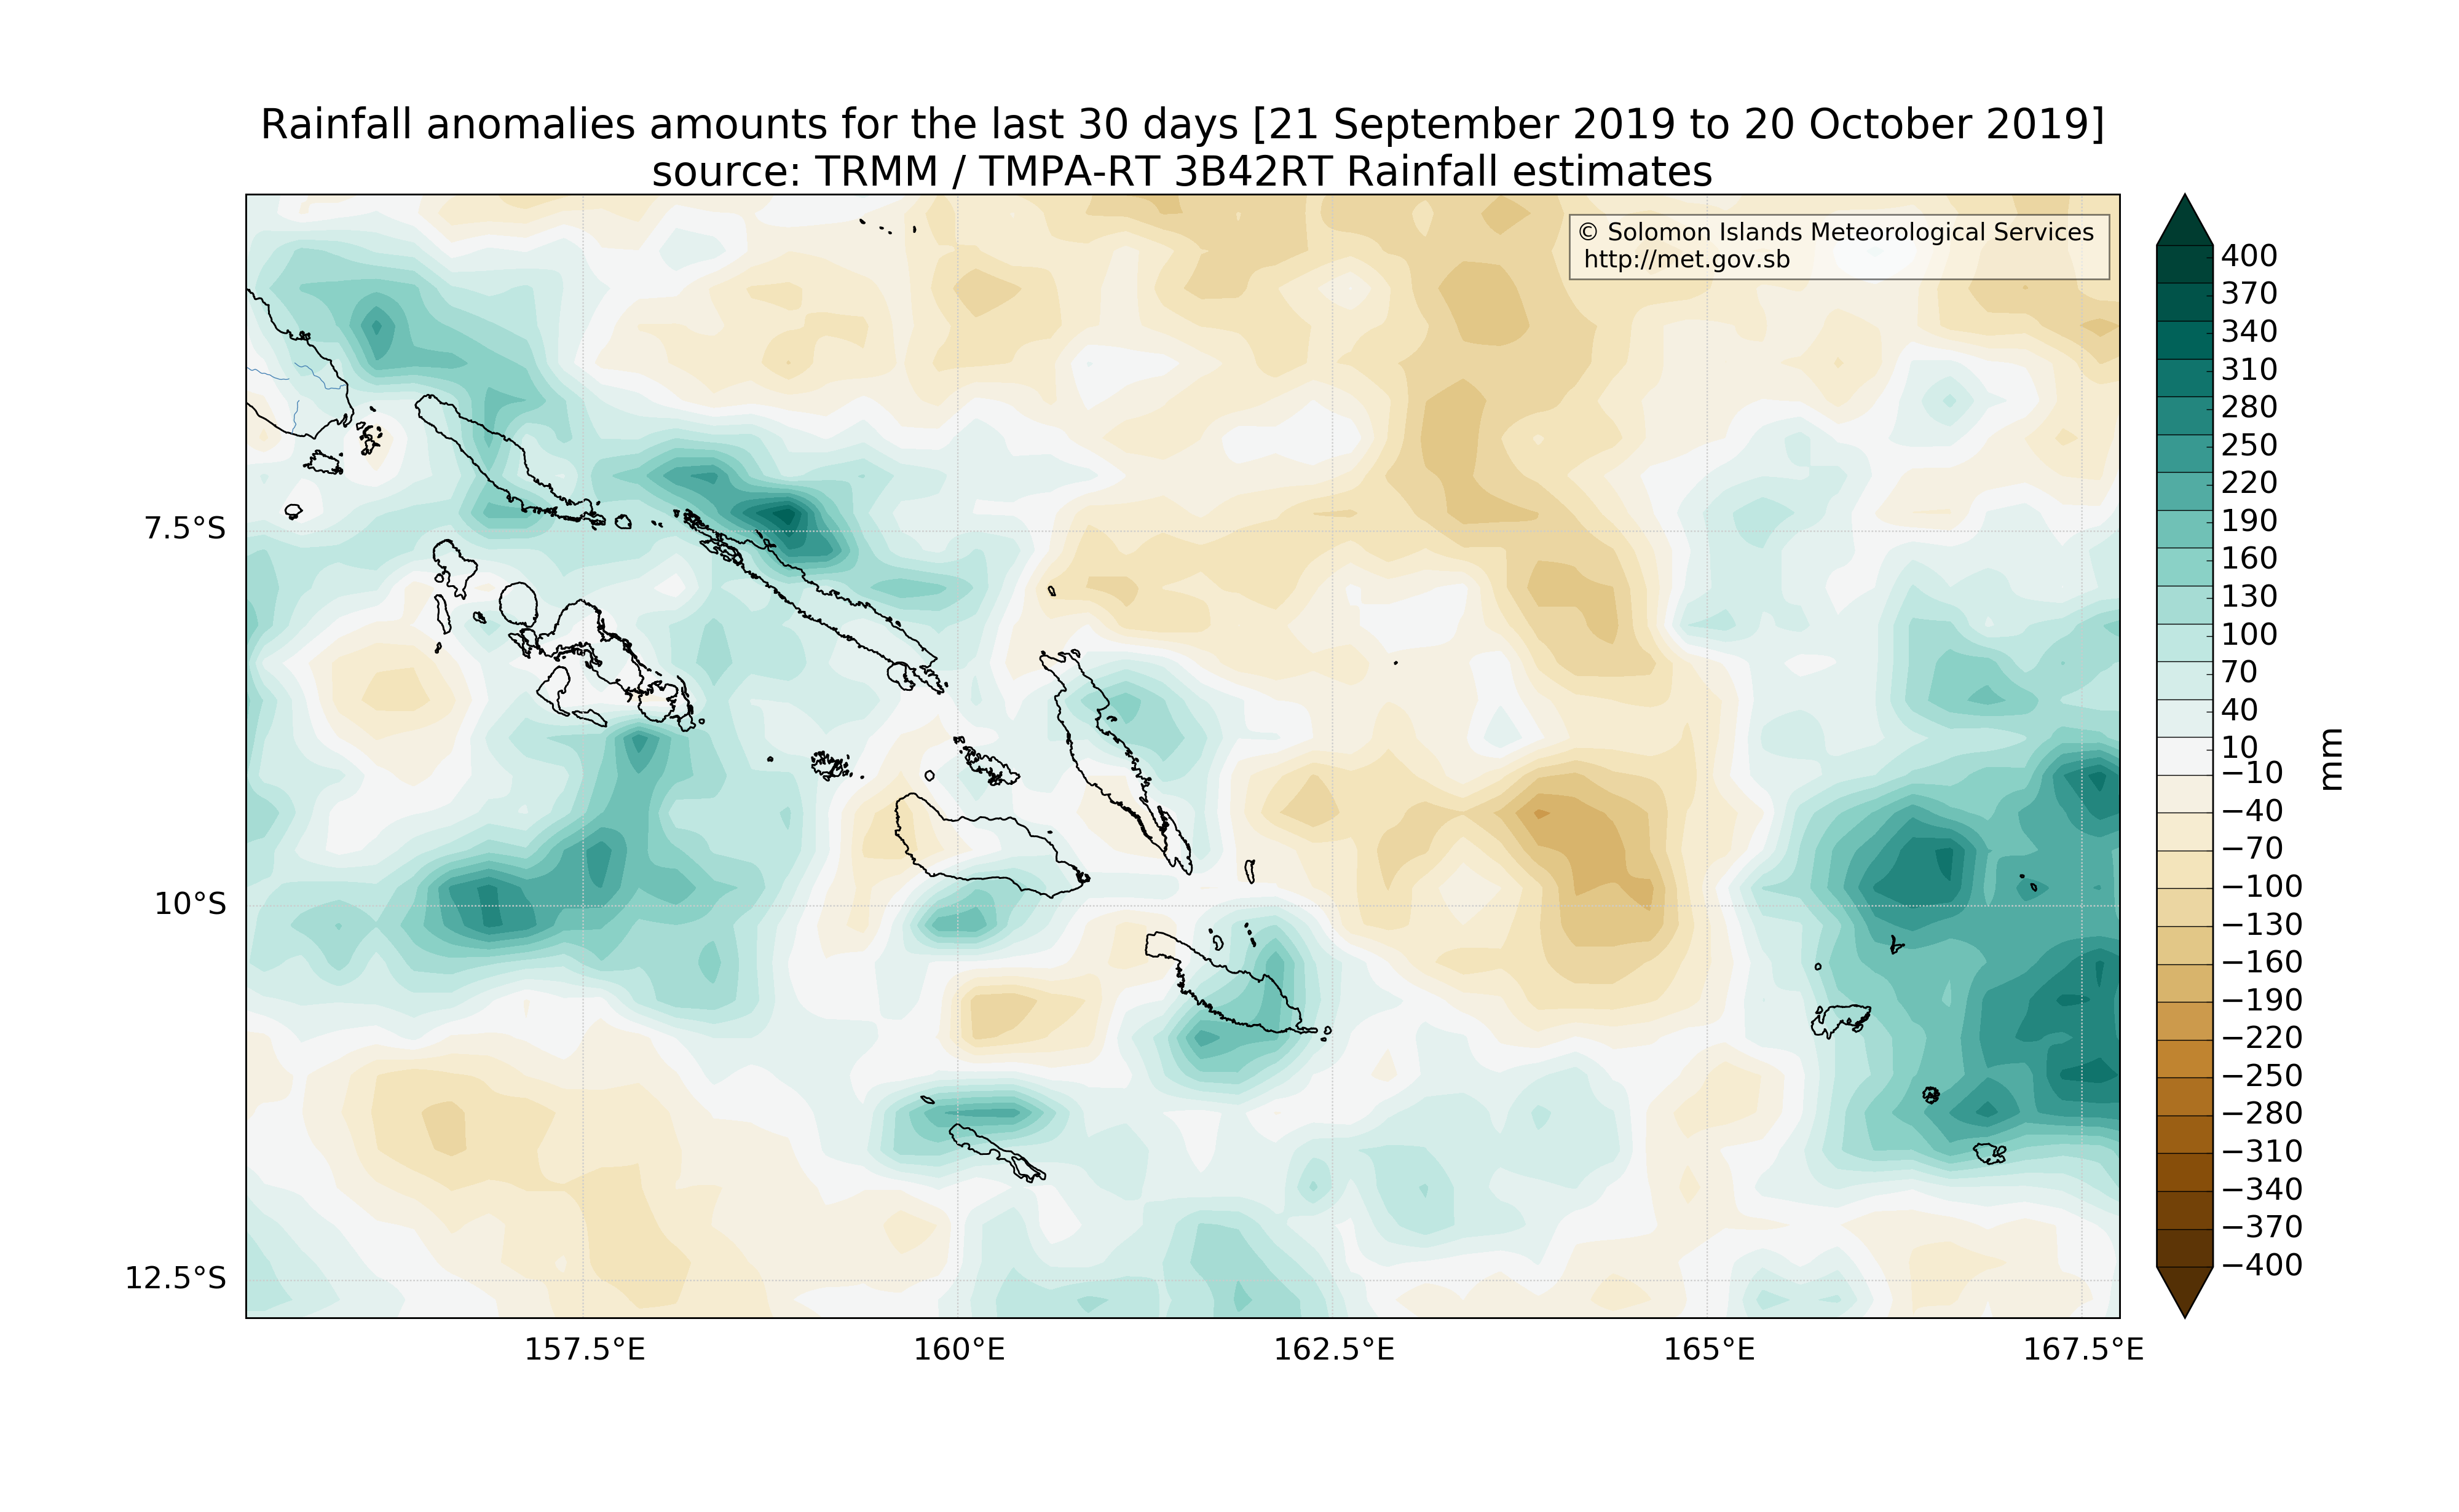 Rainfall anomalies amounts for the last 30 days [21 September 2019 to 20 October 2019]
source: TRMM / TMPA-RT 3B42RT Rainfall estimates
© Solomon Islands Meteorological Services
http://met.gov.sb
7.5°S
10°S
12.5°S
157.5°E
160°E
162.5°E
165°E
167.5°E
400
370
340
310
280
250
220
190
160
130
100
70
40
10
−10
−40
−70
−100
−130
−160
−190
−220
−250
−280
−310
−340
−370
−400
mm